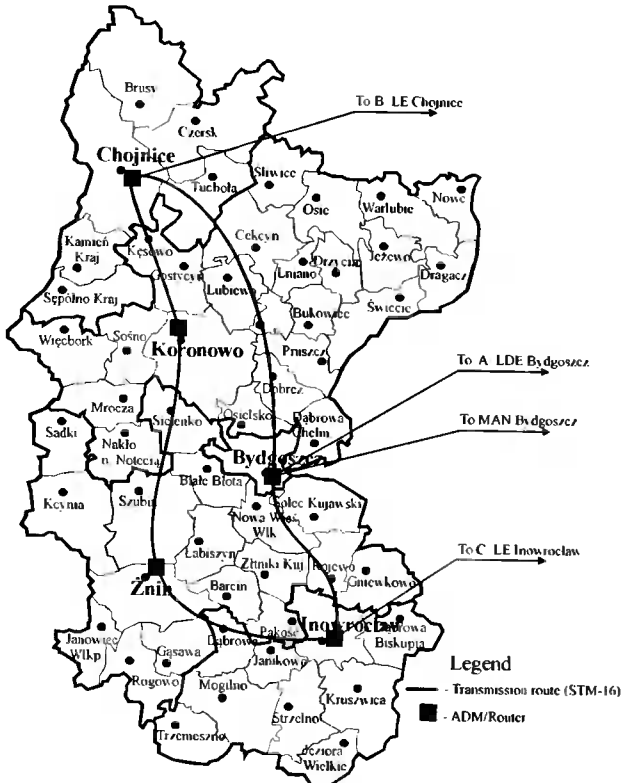 Brusy
To B LE Chojnice
Czersk
Chojnice
Tuchola
Śliwice
Osie
Warlubie
Nowe
Kamień
Kraj
Kęsowo
Cekcyn
Gostycyn
Lniano
Drzycim
Jeżewo
Dragacz
Sępólno Kraj
Lubiewo
Świecie
Bukowiec
Więcbork
Sośno
Koronowo
Pruszcz
To A LDE Bydgoszcz
Dobrcz
Mrocza
Sicienko
Osielsko
Dąbrowa
Chełm
To MAN Bydgoszcz
Sadki
Nakło
n. Notecią
Bydgoszcz
Białe Błota
Kcynia
Szubin
Solec Kujawski
Nowa Wieś
Wlk
Łabiszyn
Złniki Kuj
Rojewo
To C LE Inowrocław
Gniewkowo
Żnin
Barcin
Inowrocław
Pakość
Dąbrowa
Biskupia
Janowiec
Wlkp
Gąsawa
Dąbrowa
Janikowo
Rogowo
Mogilno
Kruszwica
Strzelno
Trzemeszno
Jeziora
Wielkie
Legend
- Transmission route (STM-16)
- ADM/Router